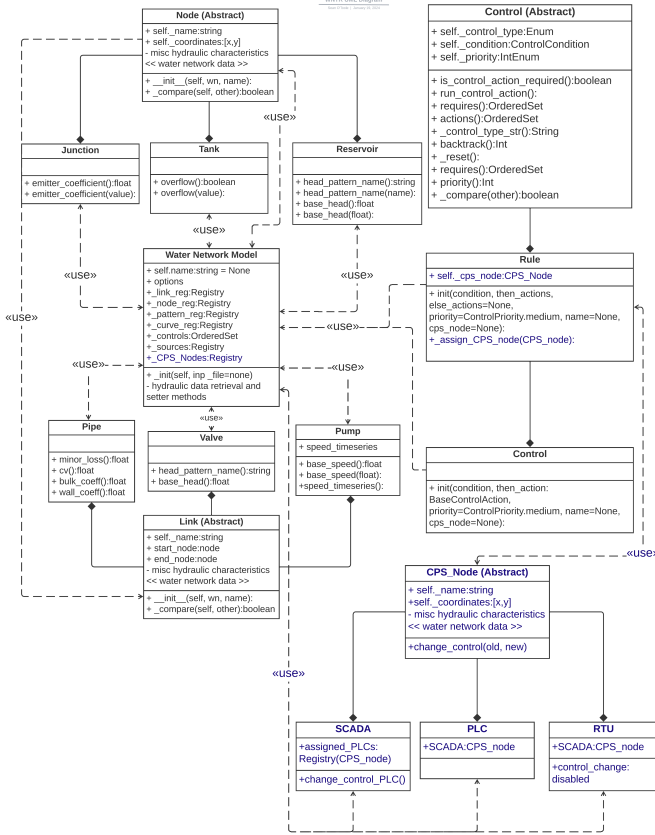 WNTR UML Diagram
Node (Abstract)
+ self._name:string
+ self._coordinates:[x,y]
- misc hydraulic characteristics
<< water network data >>
+ __init__(self, wn, name):
+ _compare(self, other):boolean
Control (Abstract)
+ self._control_type:Enum
+ self._condition:ControlCondition
+ self._priority:IntEnum
+ is_control_action_required():boolean
+ run_control_action():
+ requires():OrderedSet
+ actions():OrderedSet
+ _control_type_str():String
+ backtrack():Int
+ _reset():
+ requires():OrderedSet
+ priority():Int
+ _compare(other):boolean
«use»
Junction
+ emitter_coefficient():float
+ emitter_coefficient(value):
Tank
+ overflow():boolean
+ overflow(value):
Reservoir
+ head_pattern_name():string
+ head_pattern_name(name):
+ base_head():float
+ base_head(float):
«use»
«use»
«use»
Water Network Model
+ self.name:string = None
+ options
+_link_reg:Registry
+_node_reg:Registry
+_pattern_reg:Registry
+_curve_reg:Registry
+_controls:OrderedSet
+_sources:Registry
+_CPS_Nodes:Registry
+ _init(self, inp _file=none)
- hydraulic data retrieval and
setter methods
Rule
+ self._cps_node:CPS_Node
+ init(condition, then_actions,
else_actions=None,
priority=ControlPriority.medium, name=None,
cps_node=None):
+_assign_CPS_node(CPS_node):
«use»
«use»
«use»
«use»
«use»
Pipe
+ minor_loss():float
+ cv():float
+ bulk_coeff():float
+ wall_coeff():float
Valve
+ head_pattern_name():string
+ base_head():float
Pump
+ speed_timeseries
+ base_speed():float
+ base_speed(float):
+speed_timeseries():
Control
+ init(condition, then_action:
BaseControlAction,
priority=ControlPriority.medium, name=None,
cps_node=None):
Link (Abstract)
+ self._name:string
+ start_node:node
+ end_node:node
- misc hydraulic characteristics
<< water network data >>
+ __init__(self, wn, name):
+ _compare(self, other):boolean
«use»
CPS_Node (Abstract)
+ self._name:string
+self._coordinates:[x,y]
- misc hydraulic characteristics
<< water network data >>
+change_control(old, new)
«use»
SCADA
+assigned_PLCs:
Registry(CPS_node)
+change_control_PLC()
PLC
+SCADA:CPS_node
RTU
+SCADA:CPS_node
+control_change:
disabled